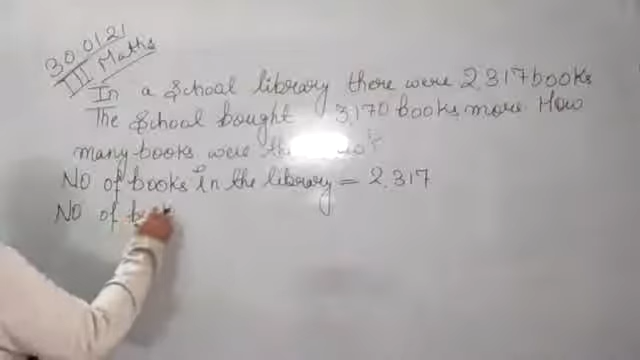 30.01.21
III Maths
In a School library there were 2,317 books
The School bought 3,170 books more How
many books were
NO of books in the library = 2,317
NO of